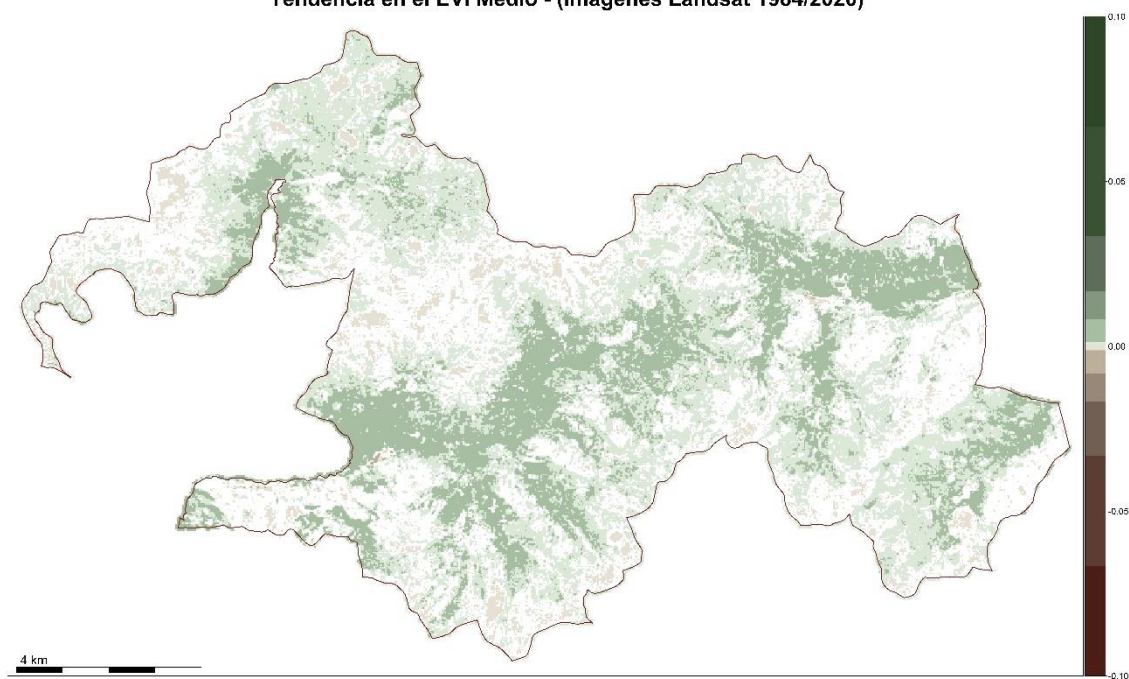 Tendencia en el EVI Medio - (Imágenes Landsat 1984/2020)
0.10
0.05
0.00
-0.05
-0.10
4 km